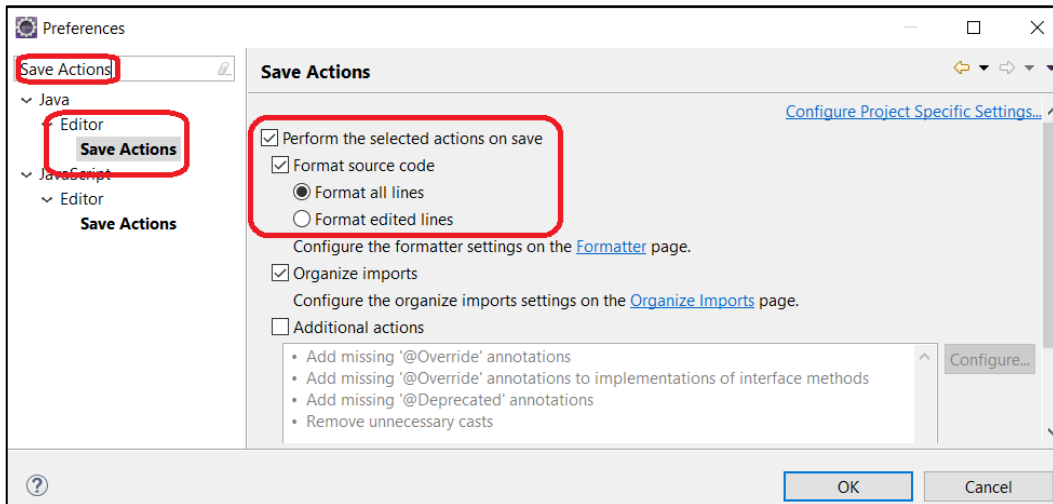 Preferences
Save Actions
Java
Editor
Save Actions
JavaScript
Editor
Save Actions
Save Actions
Configure Project Specific Settings...
Perform the selected actions on save
Format source code
Format all lines
Format edited lines
Configure the formatter settings on the Formatter page.
Organize imports
Configure the organize imports settings on the Organize Imports page.
Additional actions
• Add missing '@Override' annotations
• Add missing '@Override' annotations to implementations of interface methods
• Add missing '@Deprecated' annotations
• Remove unnecessary casts
Configure...
?
OK
Cancel